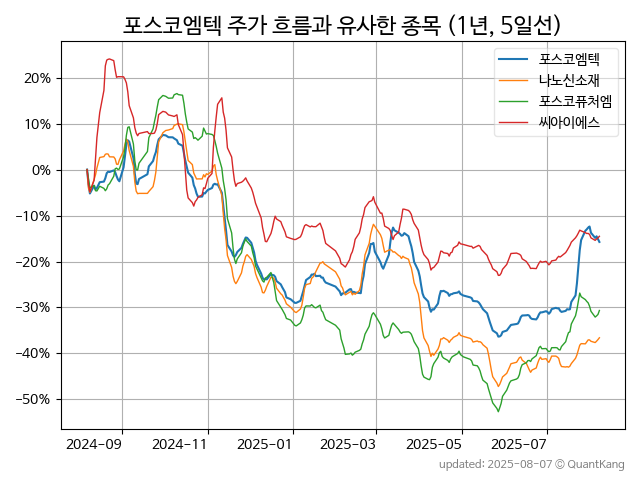 포스코엠텍 주가 흐름과 유사한 종목 (1년, 5일선)
포스코엠텍
나노신소재
포스코퓨처엠
씨아이에스
20%
10%
0%
−10%
−20%
−30%
−40%
−50%
2024-09 2024-11 2025-01 2025-03 2025-05 2025-07
updated: 2025-08-07 © QuantKang